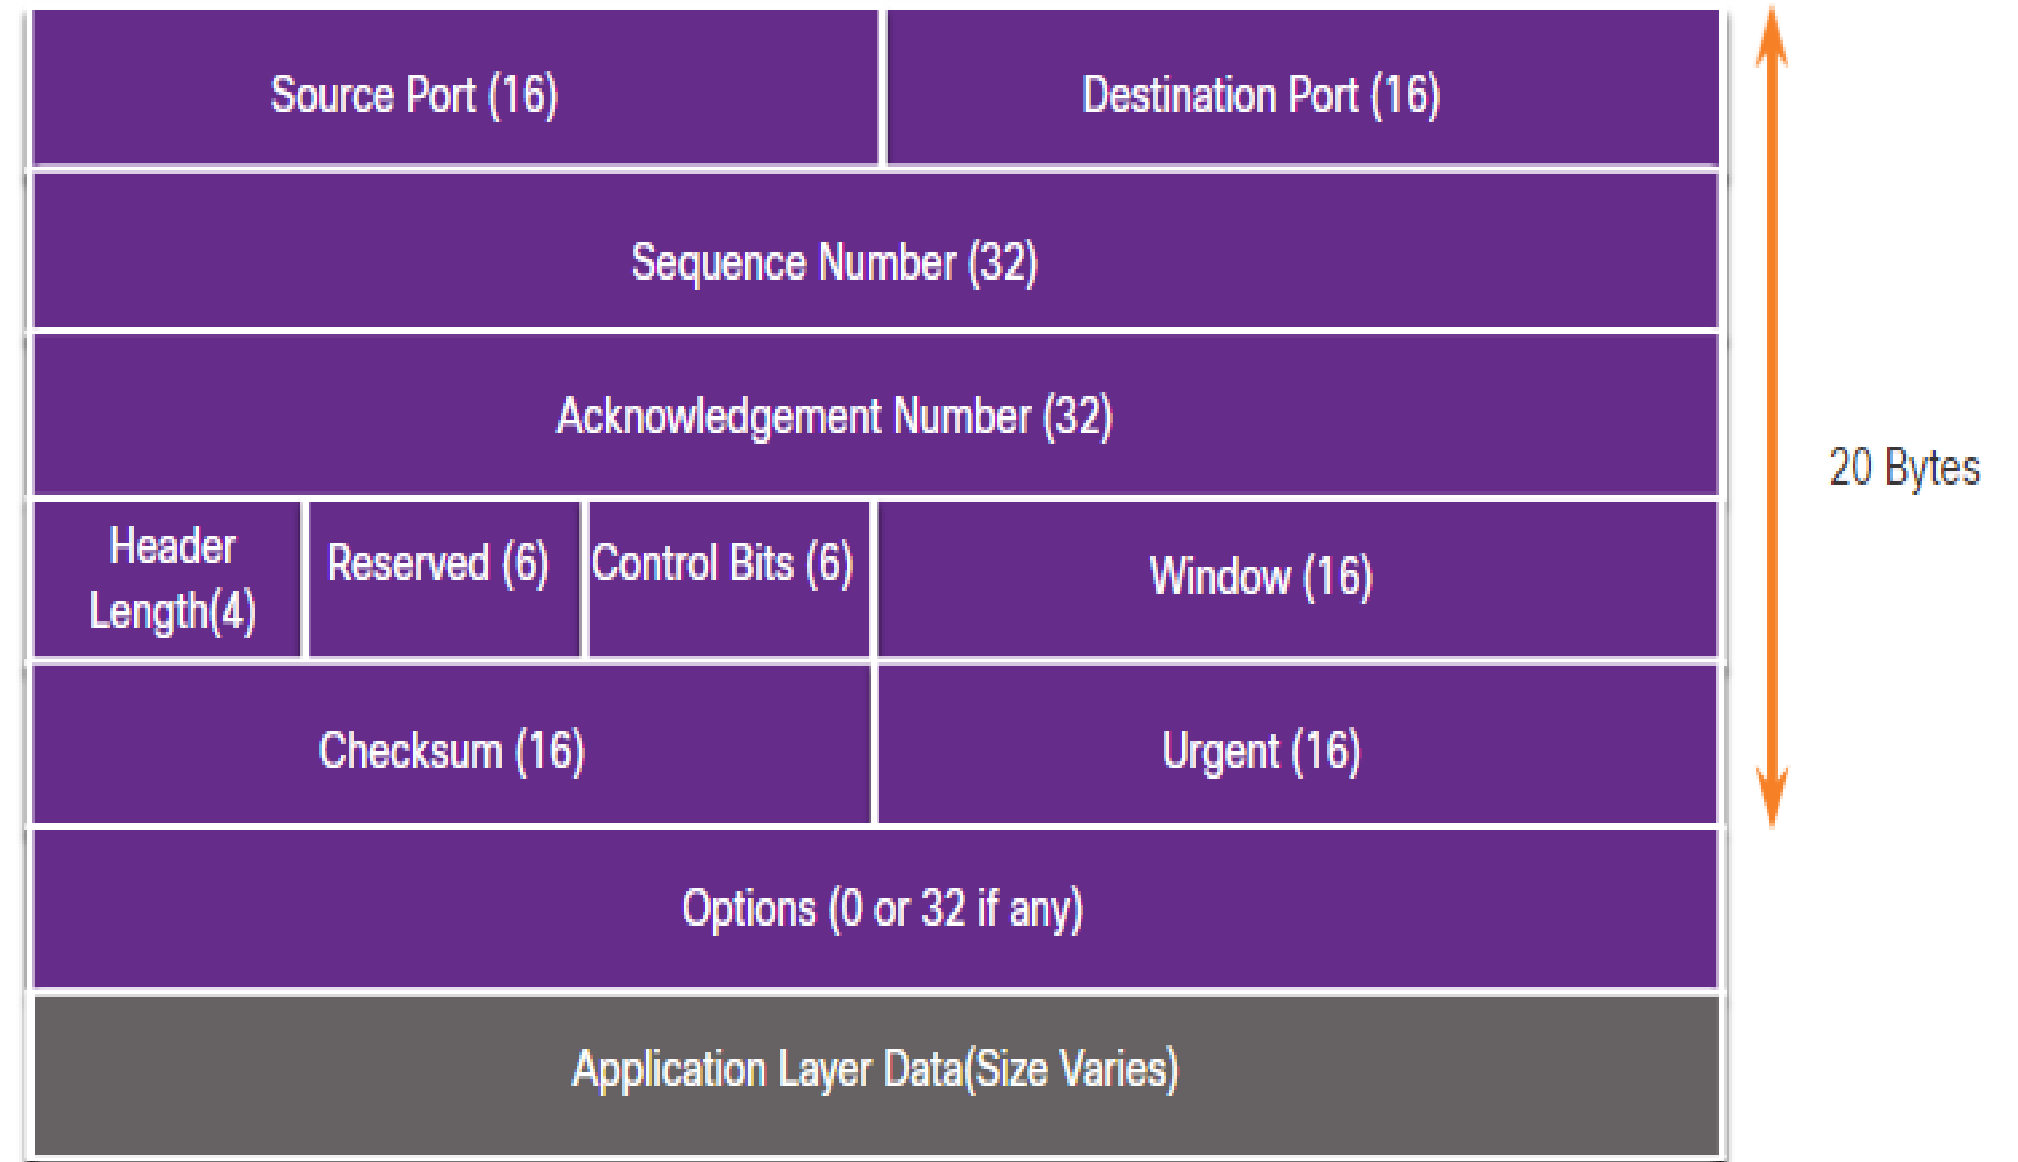 Source Port (16)
Destination Port (16)
Sequence Number (32)
Acknowledgement Number (32)
20 Bytes
Header
Length(4)
Reserved (6)
Control Bits (6)
Window (16)
Checksum (16)
Urgent (16)
Options (0 or 32 if any)
Application Layer Data(Size Varies)